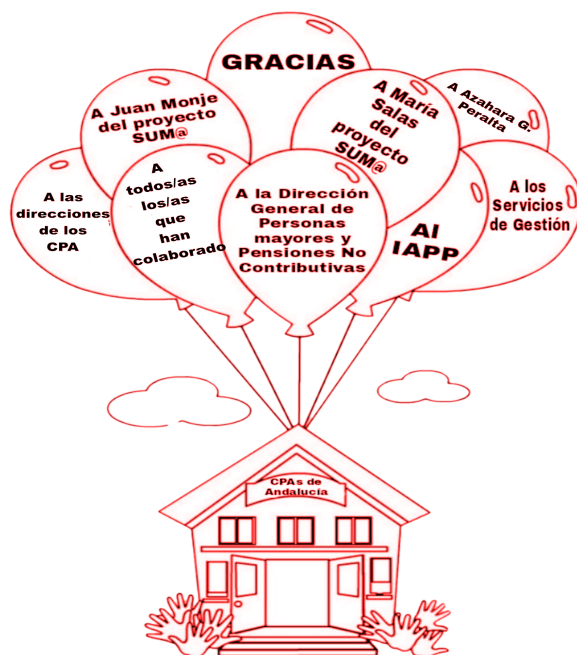 GRACIAS
A Juan Monje
del proyecto
SUM@
A María
Salas
del
proyecto
SUM@
A Azahara G.
Peralta
A las
direcciones
de los
CPA
A
todos/as
los/as
que
han
colaborado
A la Dirección
General de
Personas
mayores y
Pensiones No
Contributivas
Al
IAPP
A los
Servicios
de Gestión
CPAs de
Andalucía